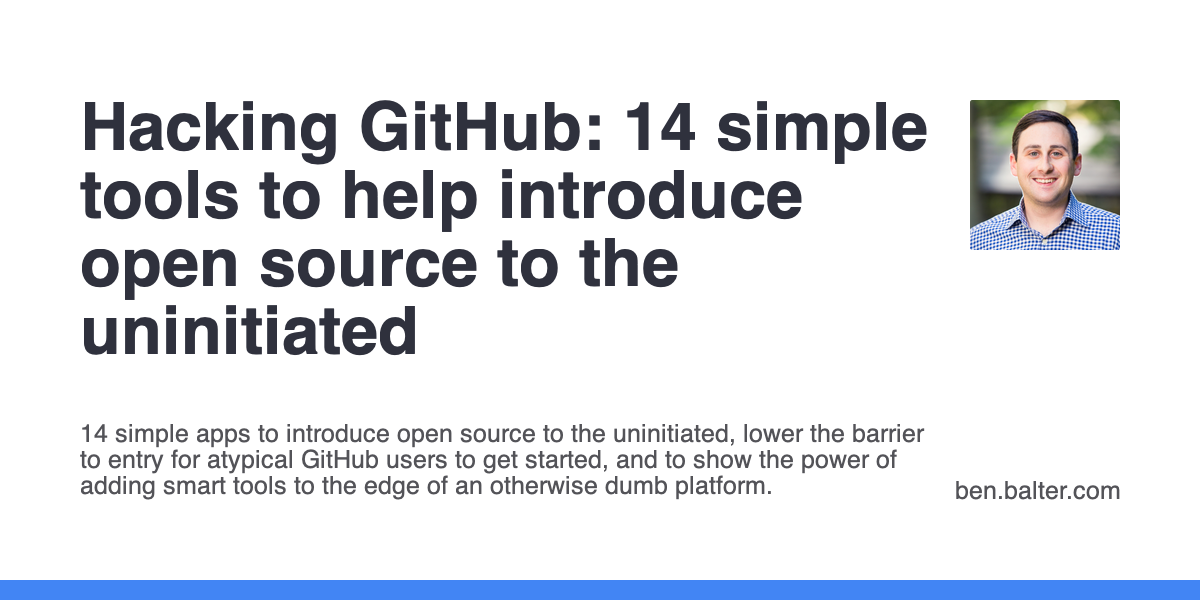 Hacking GitHub: 14 simple
tools to help introduce
open source to the
uninitiated
14 simple apps to introduce open source to the uninitiated, lower the barrier
to entry for atypical GitHub users to get started, and to show the power of
adding smart tools to the edge of an otherwise dumb platform.
ben.balter.com